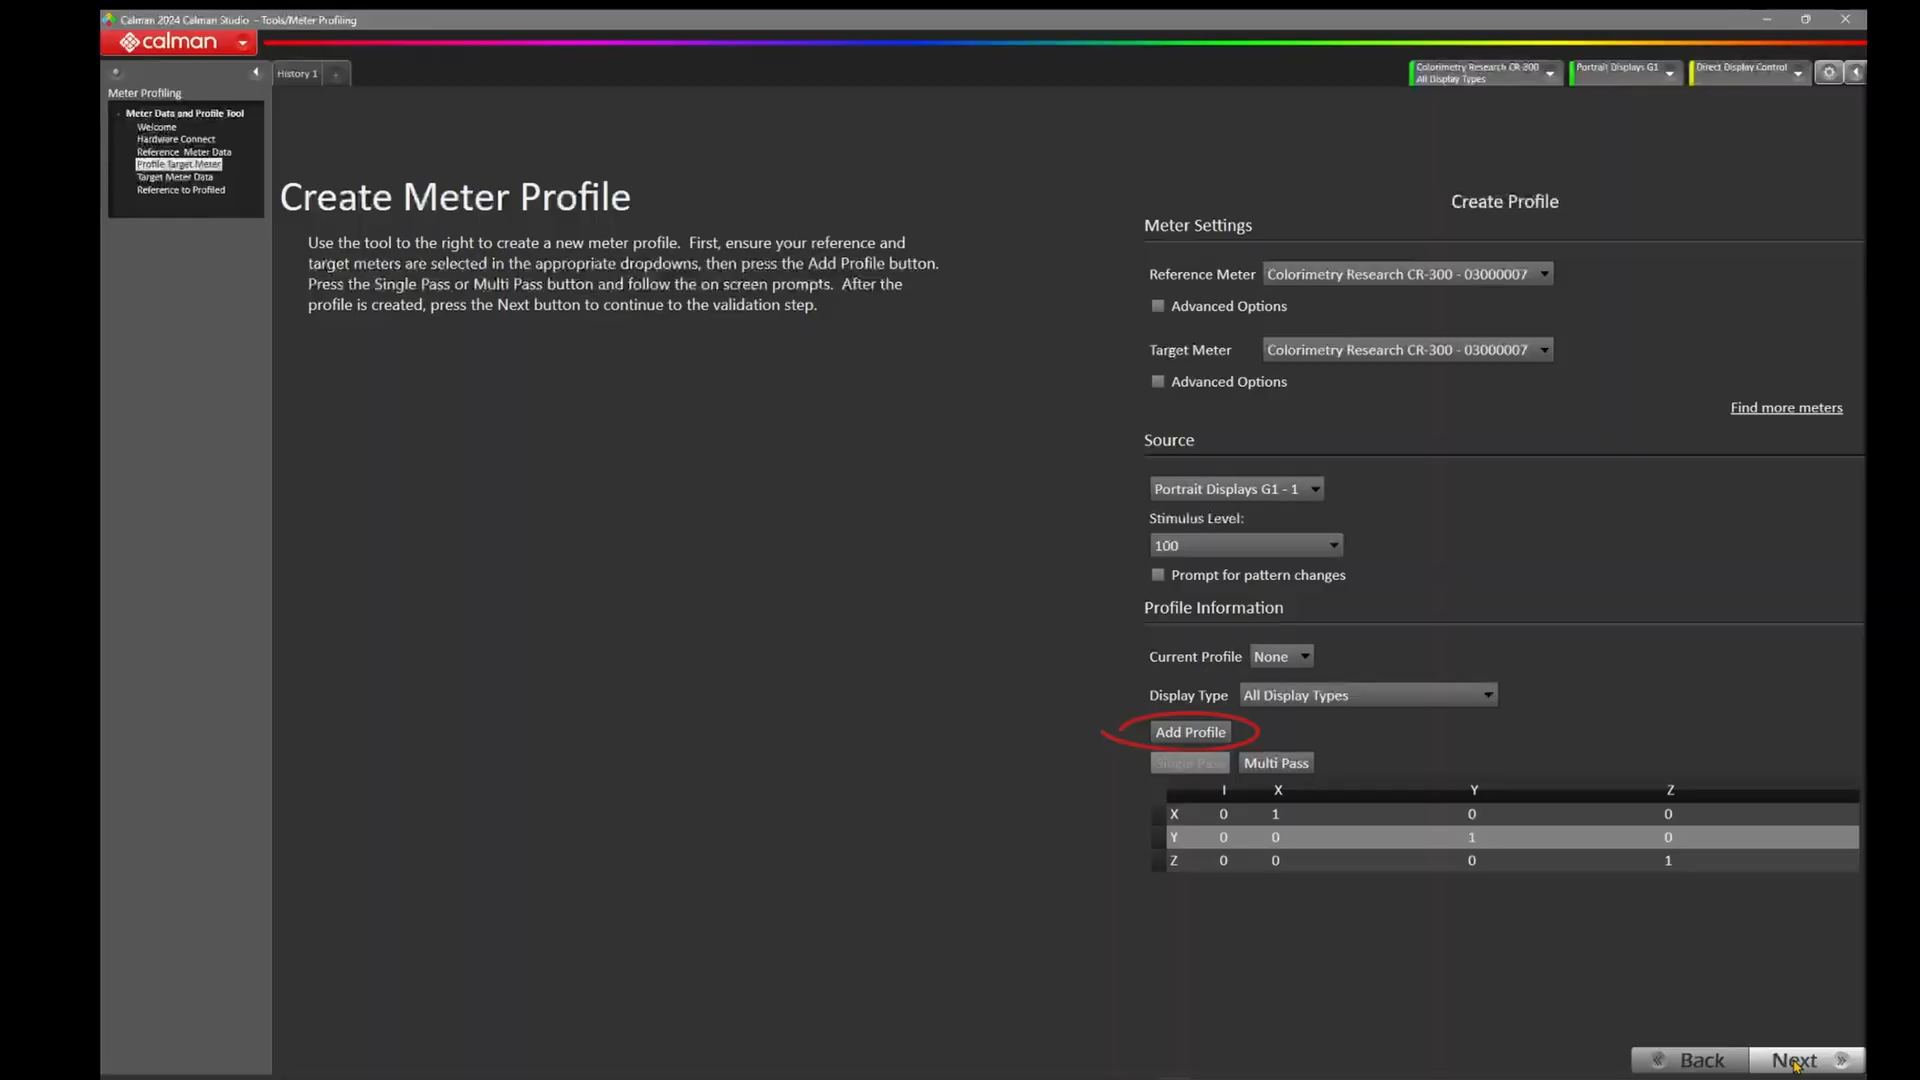 Calman 2024 Calman Studio - Tools/Meter Profiling
calman
History 1
+
Colorimetry Research CR-300
All Display Types
Portrait Displays G1
Direct Display Control
Meter Profiling
Meter Data and Profile Tool
Welcome
Hardware Connect
Reference Meter Data
Profile Target Meter
Target Meter Data
Reference to Profiled
Create Meter Profile
Use the tool to the right to create a new meter profile. First, ensure your reference and
target meters are selected in the appropriate dropdowns, then press the Add Profile button.
Press the Single Pass or Multi Pass button and follow the on screen prompts. After the
profile is created, press the Next button to continue to the validation step.
Create Profile
Meter Settings
Reference Meter Colorimetry Research CR-300 - 03000007
Advanced Options
Target Meter Colorimetry Research CR-300 - 03000007
Advanced Options
Find more meters
Source
Portrait Displays G1 - 1
Stimulus Level:
100
Prompt for pattern changes
Profile Information
Current Profile None
Display Type All Display Types
Add Profile
Single Pass Multi Pass
I X Y Z
X 0 1 0 0
Y 0 0 1 0
Z 0 0 0 1
Back Next